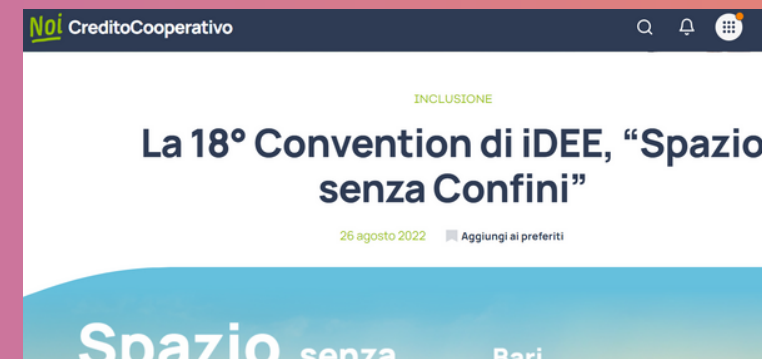 Noi CreditoCooperativo
INCLUSIONE
La 18° Convention di iDEE, “Spazio
senza Confini”
26 agosto 2022 Aggiungi ai preferiti
Spazio senza Bari